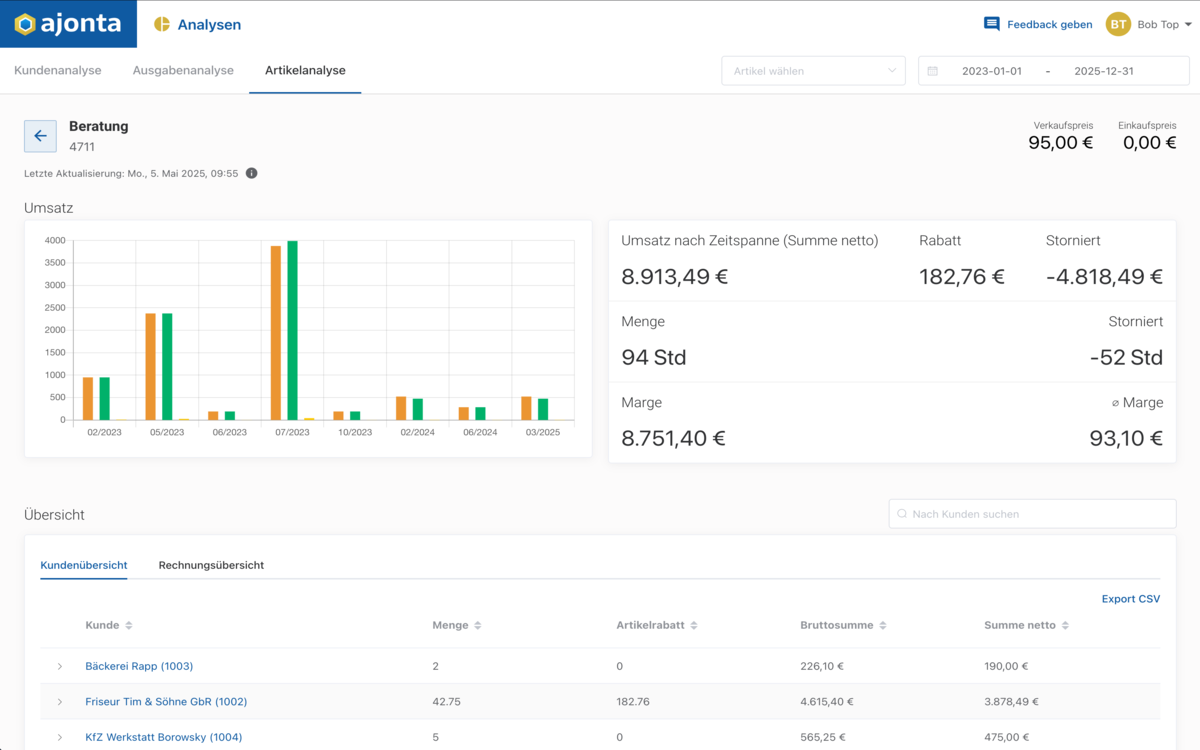 ajonta
Analysen
Feedback geben
BT
Bob Top
Kundenanalyse
Ausgabenanalyse
Artikelanalyse
Artikel wählen
2023-01-01 - 2025-12-31
Beratung
4711
Verkaufspreis
95,00 €
Einkaufspreis
0,00 €
Letzte Aktualisierung: Mo., 5. Mai 2025, 09:55
Umsatz
4000
3500
3000
2500
2000
1500
1000
500
0
02/2023 05/2023 06/2023 07/2023 10/2023 02/2024 06/2024 03/2025
Umsatz nach Zeitspanne (Summe netto) Rabatt Storniert
8.913,49 € 182,76 € -4.818,49 €
Menge Storniert
94 Std -52 Std
Marge ⌀ Marge
8.751,40 € 93,10 €
Übersicht
Nach Kunden suchen
Kundenübersicht Rechnungsübersicht
Export CSV
Kunde Menge Artikelrabatt Bruttosumme Summe netto
Bäckerei Rapp (1003) 2 0 226,10 € 190,00 €
Friseur Tim & Söhne GbR (1002) 42.75 182.76 4.615,40 € 3.878,49 €
KfZ Werkstatt Borowsky (1004) 5 0 565,25 € 475,00 €